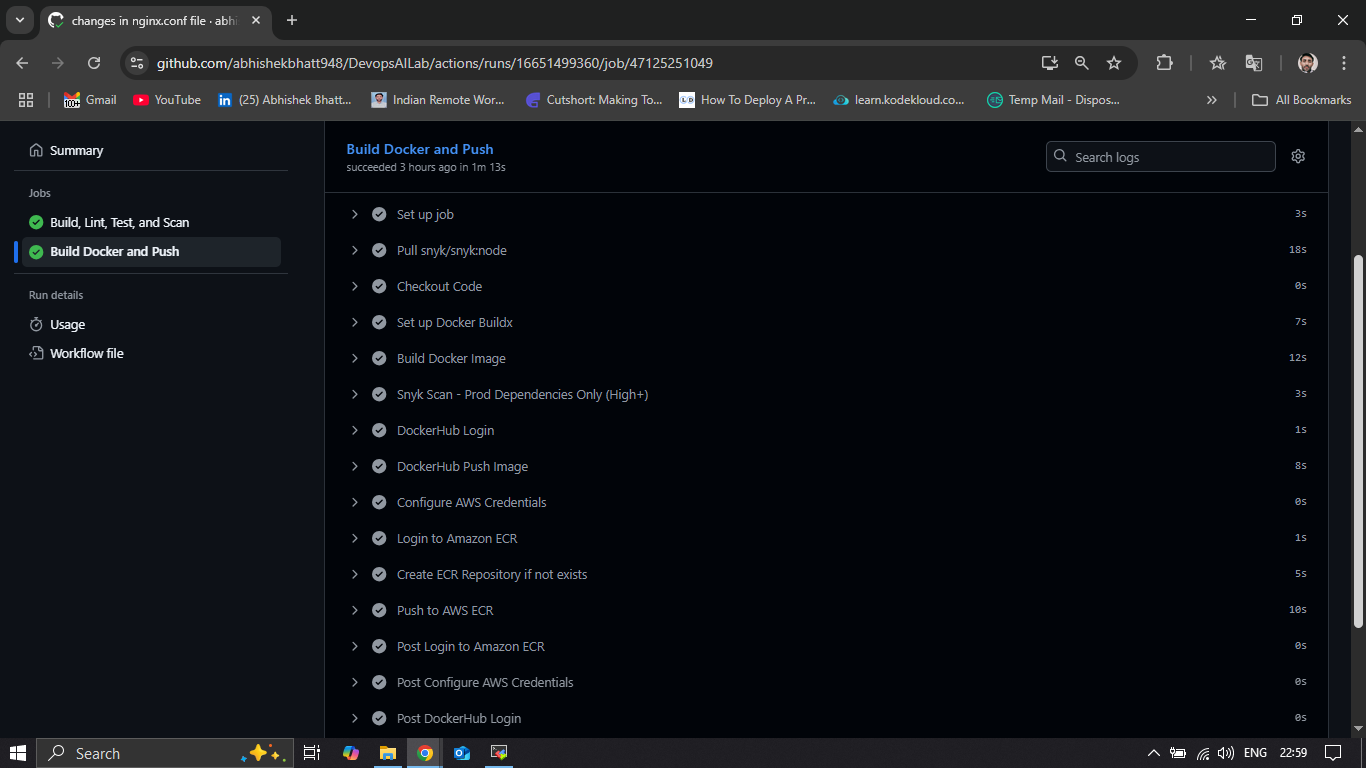 changes in nginx.conf file · abhi
github.com/abhishekbhatt948/DevopsAILab/actions/runs/16651499360/job/47125251049
100+ Gmail
YouTube
(25) Abhishek Bhatt...
Indian Remote Wor...
Cutshort: Making To...
How To Deploy A Pr...
learn.kodekloud.co...
Temp Mail - Dispos...
All Bookmarks
Summary
Jobs
Build, Lint, Test, and Scan
Build Docker and Push
Run details
Usage
Workflow file
Build Docker and Push
succeeded 3 hours ago in 1m 13s
Search logs
Set up job 3s
Pull snyk/snyk:node 18s
Checkout Code 0s
Set up Docker Buildx 7s
Build Docker Image 12s
Snyk Scan - Prod Dependencies Only (High+) 3s
DockerHub Login 1s
DockerHub Push Image 8s
Configure AWS Credentials 0s
Login to Amazon ECR 1s
Create ECR Repository if not exists 5s
Push to AWS ECR 10s
Post Login to Amazon ECR 0s
Post Configure AWS Credentials 0s
Post DockerHub Login 0s
Search
ENG
22:59